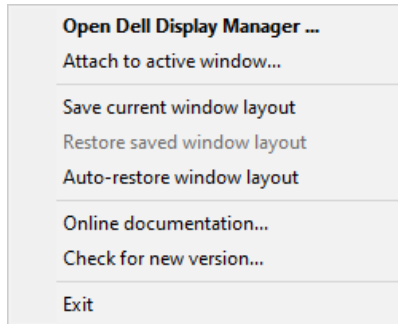 Open Dell Display Manager ...
Attach to active window...
Save current window layout
Restore saved window layout
Auto-restore window layout
Online documentation...
Check for new version...
Exit